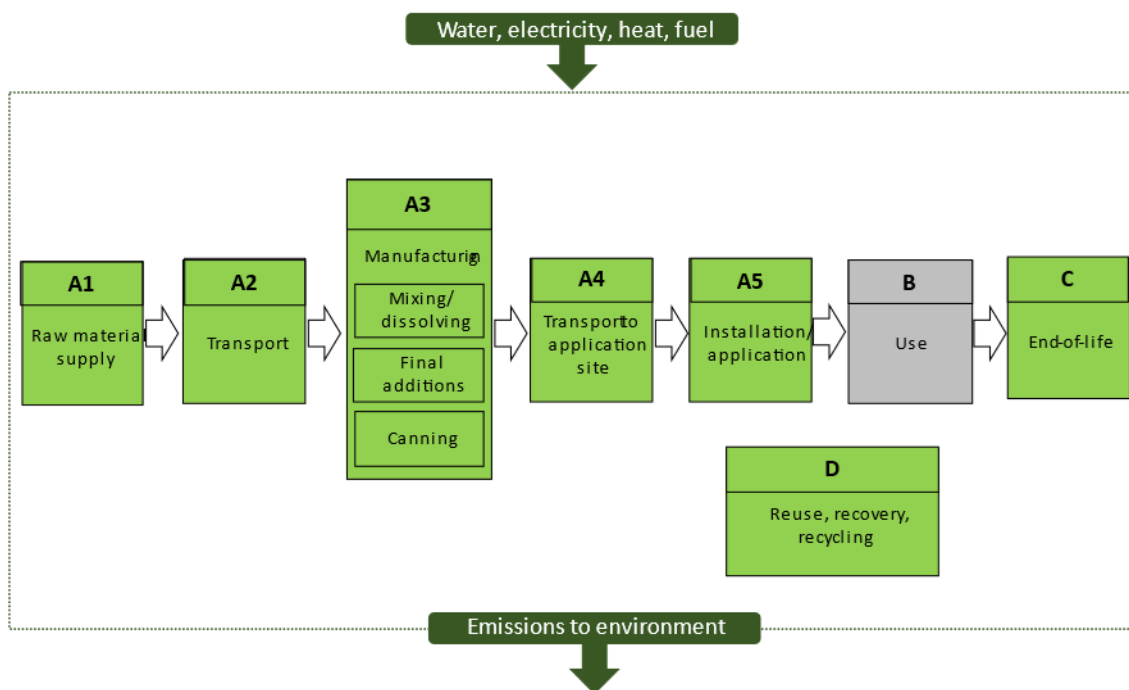 Water, electricity, heat, fuel
A1
Raw material
supply
A2
Transport
A3
Manufacturin
Mixing/
dissolving
Final
additions
Canning
A4
Transport to
application
site
A5
Installation/
application
B
Use
C
End-of-life
D
Reuse, recovery,
recycling
Emissions to environment